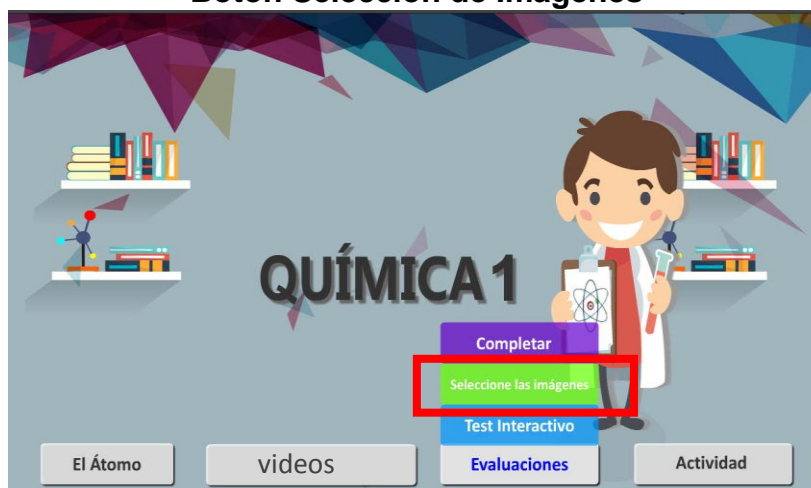 Botón Selección de Imágenes
QUÍMICA 1
Completar
Seleccione las imágenes
Test Interactivo
El Átomo
videos
Evaluaciones
Actividad